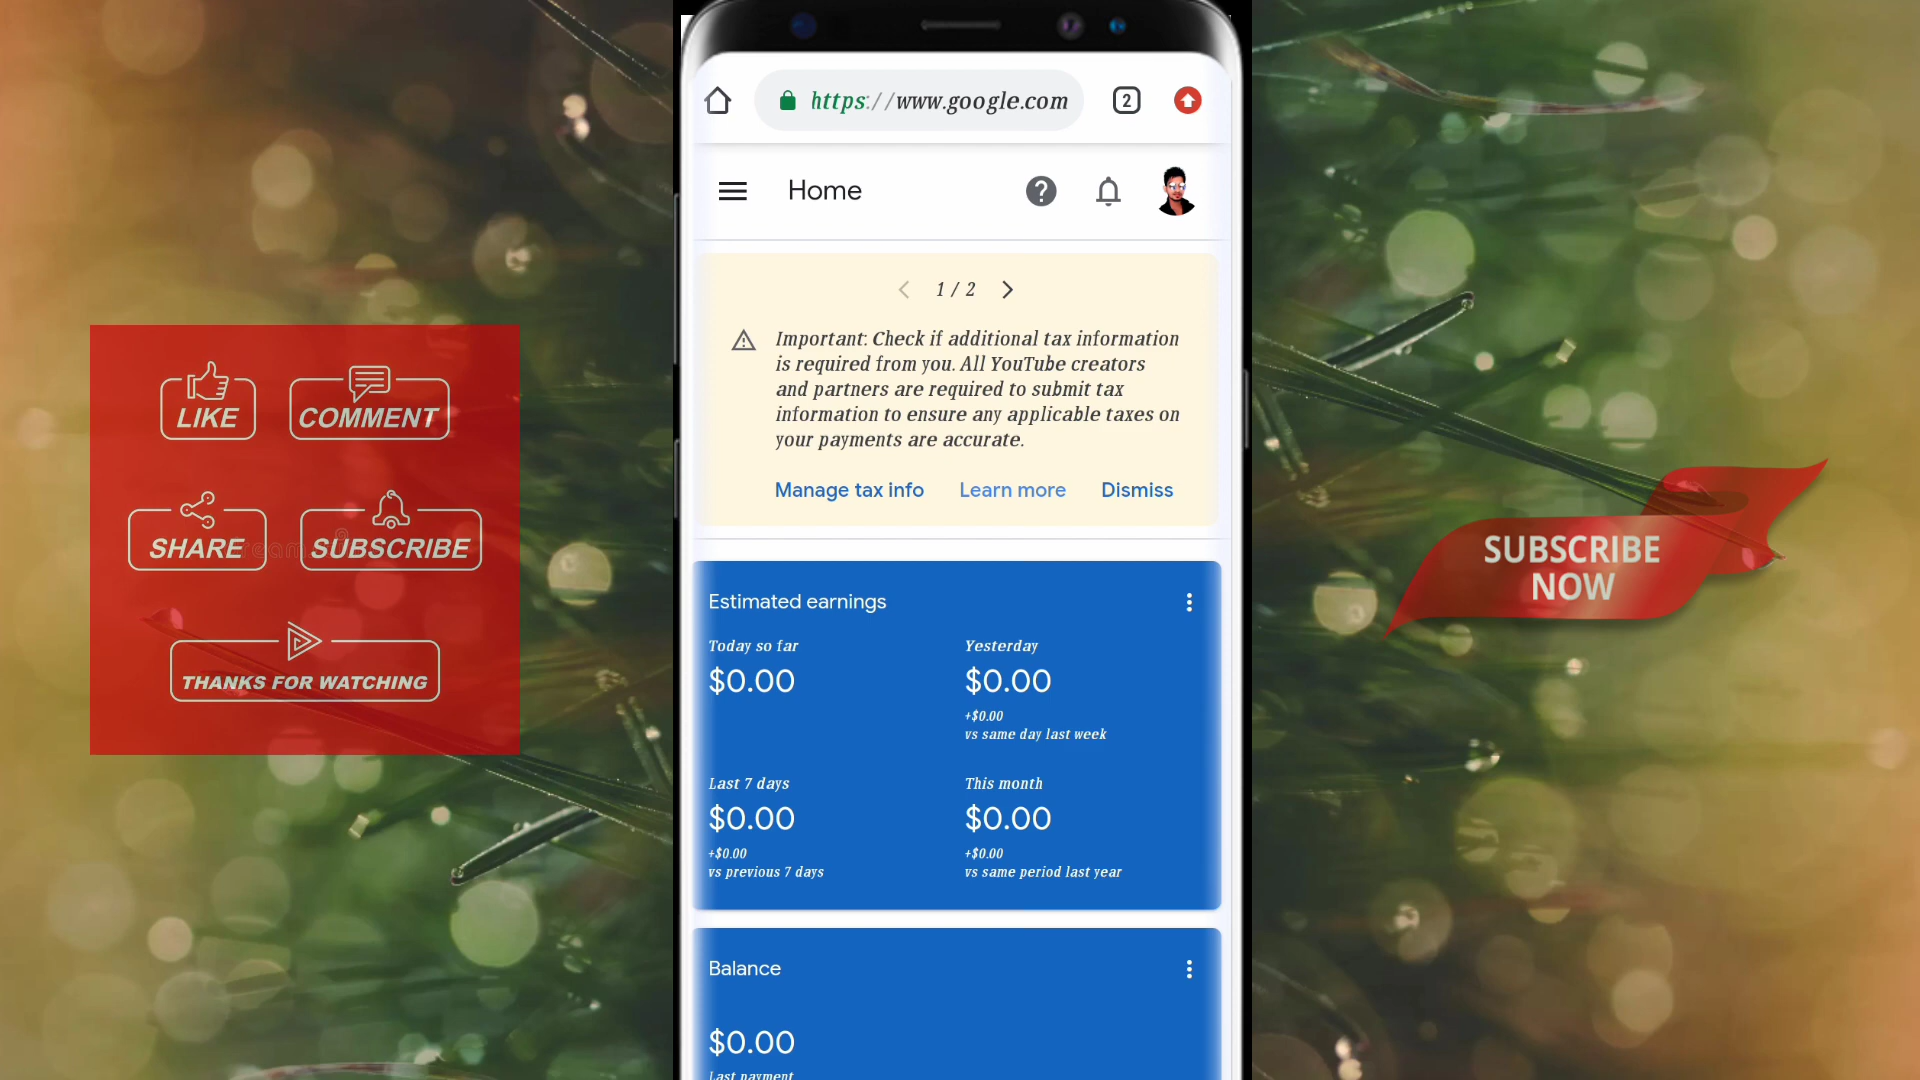 LIKE
COMMENT
SHARE
SUBSCRIBE
THANKS FOR WATCHING
https://www.google.com
2
Home
1 / 2
Important: Check if additional tax information
is required from you. All YouTube creators
and partners are required to submit tax
information to ensure any applicable taxes on
your payments are accurate.
Manage tax info
Learn more
Dismiss
Estimated earnings
Today so far
$0.00
Yesterday
$0.00
+$0.00
vs same day last week
Last 7 days
$0.00
+$0.00
vs previous 7 days
This month
$0.00
+$0.00
vs same period last year
Balance
$0.00
Last payment
SUBSCRIBE
NOW